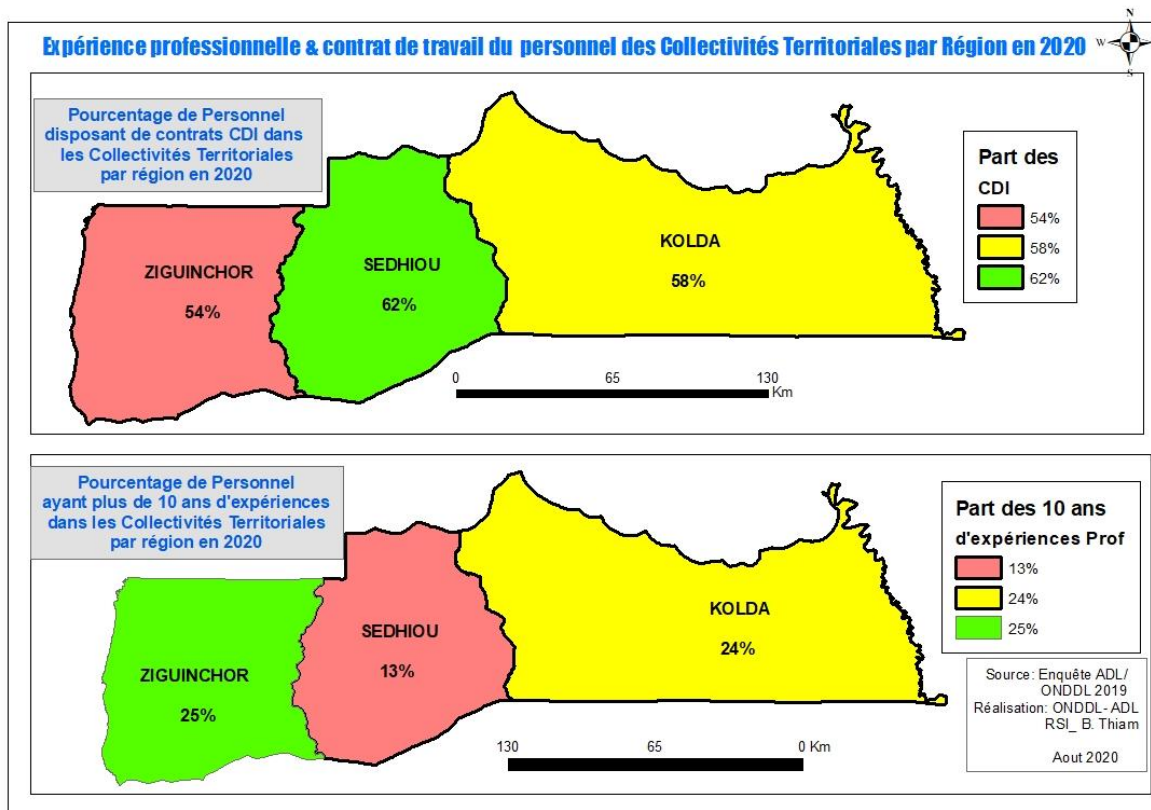 Expérience professionnelle & contrat de travail du personnel des Collectivités Territoriales par Région en 2020
N
W
E
S
Pourcentage de Personnel
disposant de contrats CDI dans
les Collectivités Territoriales
par région en 2020
ZIGUINCHOR
54%
SEDHIOU
62%
KOLDA
58%
Part des
CDI
54%
58%
62%
0 65 130
Km
Pourcentage de Personnel
ayant plus de 10 ans d'expériences
dans les Collectivités Territoriales
par région en 2020
ZIGUINCHOR
25%
SEDHIOU
13%
KOLDA
24%
Part des 10 ans
d'expériences Prof
13%
24%
25%
130 65 0 Km
Source: Enquête ADL/
ONDDL 2019
Réalisation: ONDDL- ADL
RSI_ B. Thiam
Aout 2020